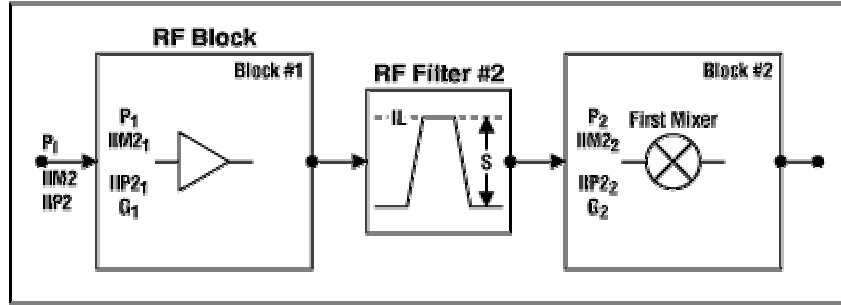 RF Block
Block #1
P1
IIM21
IIP21
G1
PI
IIM2
IIP2
RF Filter #2
IL
S
Block #2
P2
First Mixer
IIM22
IIP22
G2